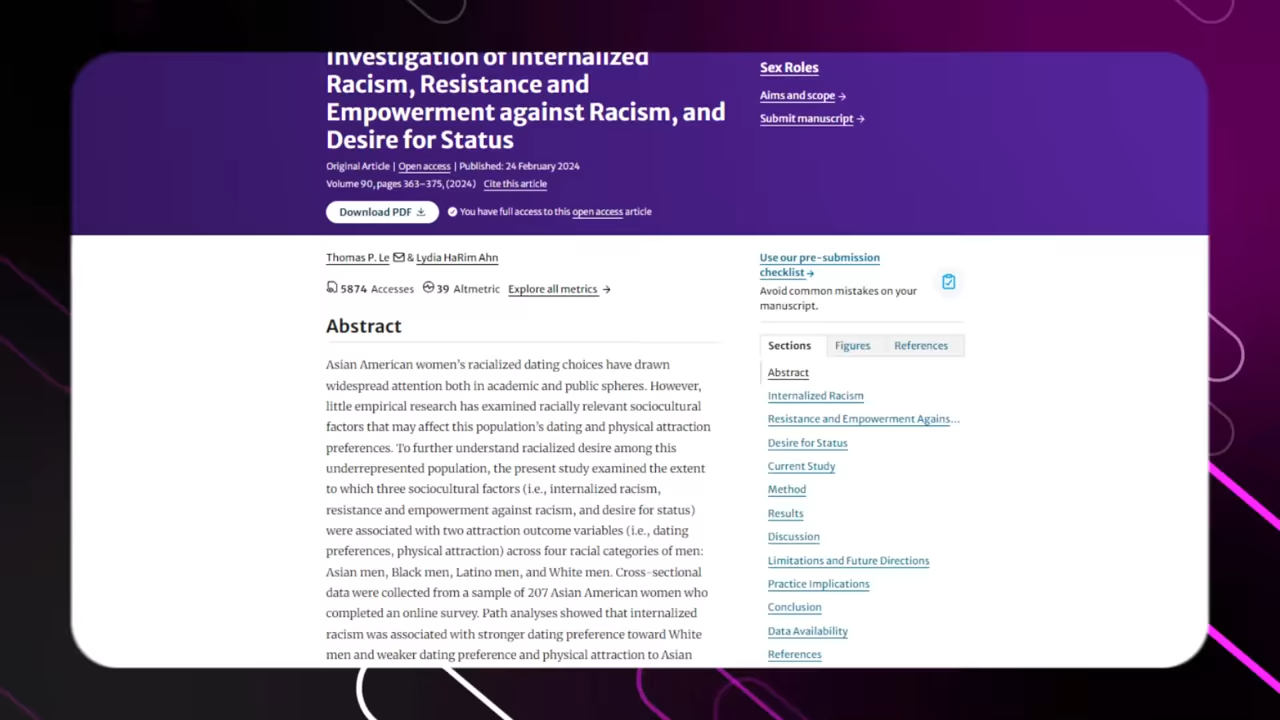 Investigation of Internalized
Racism, Resistance and
Empowerment against Racism, and
Desire for Status
Original Article | Open access | Published: 24 February 2024
Volume 90, pages 363–375, (2024) Cite this article
Download PDF
You have full access to this open access article
Sex Roles
Aims and scope →
Submit manuscript →
Thomas P. Le & Lydia HaRim Ahn
5874 Accesses 39 Altmetric Explore all metrics →
Abstract
Asian American women's racialized dating choices have drawn
widespread attention both in academic and public spheres. However,
little empirical research has examined racially relevant sociocultural
factors that may affect this population's dating and physical attraction
preferences. To further understand racialized desire among this
underrepresented population, the present study examined the extent
to which three sociocultural factors (i.e., internalized racism,
resistance and empowerment against racism, and desire for status)
were associated with two attraction outcome variables (i.e., dating
preferences, physical attraction) across four racial categories of men:
Asian men, Black men, Latino men, and White men. Cross-sectional
data were collected from a sample of 207 Asian American women who
completed an online survey. Path analyses showed that internalized
racism was associated with stronger dating preference toward White
men and weaker dating preference and physical attraction to Asian
Use our pre-submission
checklist →
Avoid common mistakes on your
manuscript.
Sections Figures References
Abstract
Internalized Racism
Resistance and Empowerment Agains...
Desire for Status
Current Study
Method
Results
Discussion
Limitations and Future Directions
Practice Implications
Conclusion
Data Availability
References